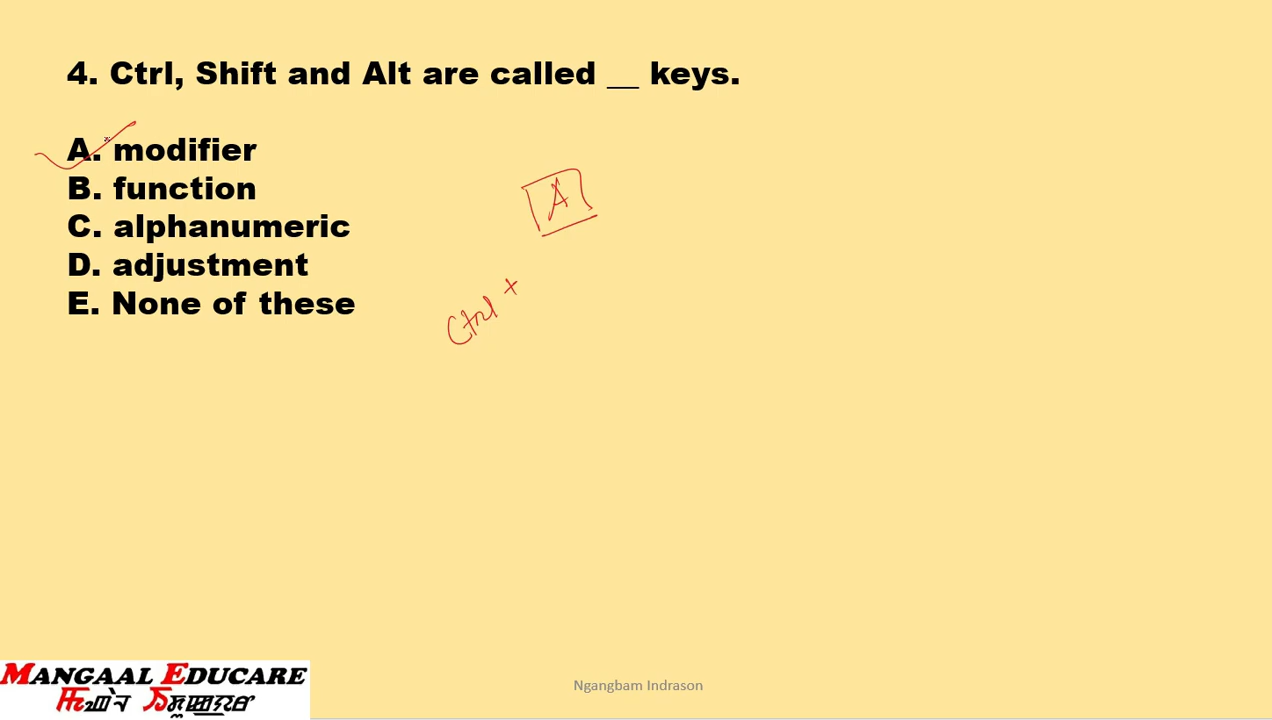 4. Ctrl, Shift and Alt are called __ keys.
A. modifier
B. function
C. alphanumeric
D. adjustment
E. None of these
A
Ctrl +
MANGAAL EDUCARE
Ngangbam Indrason